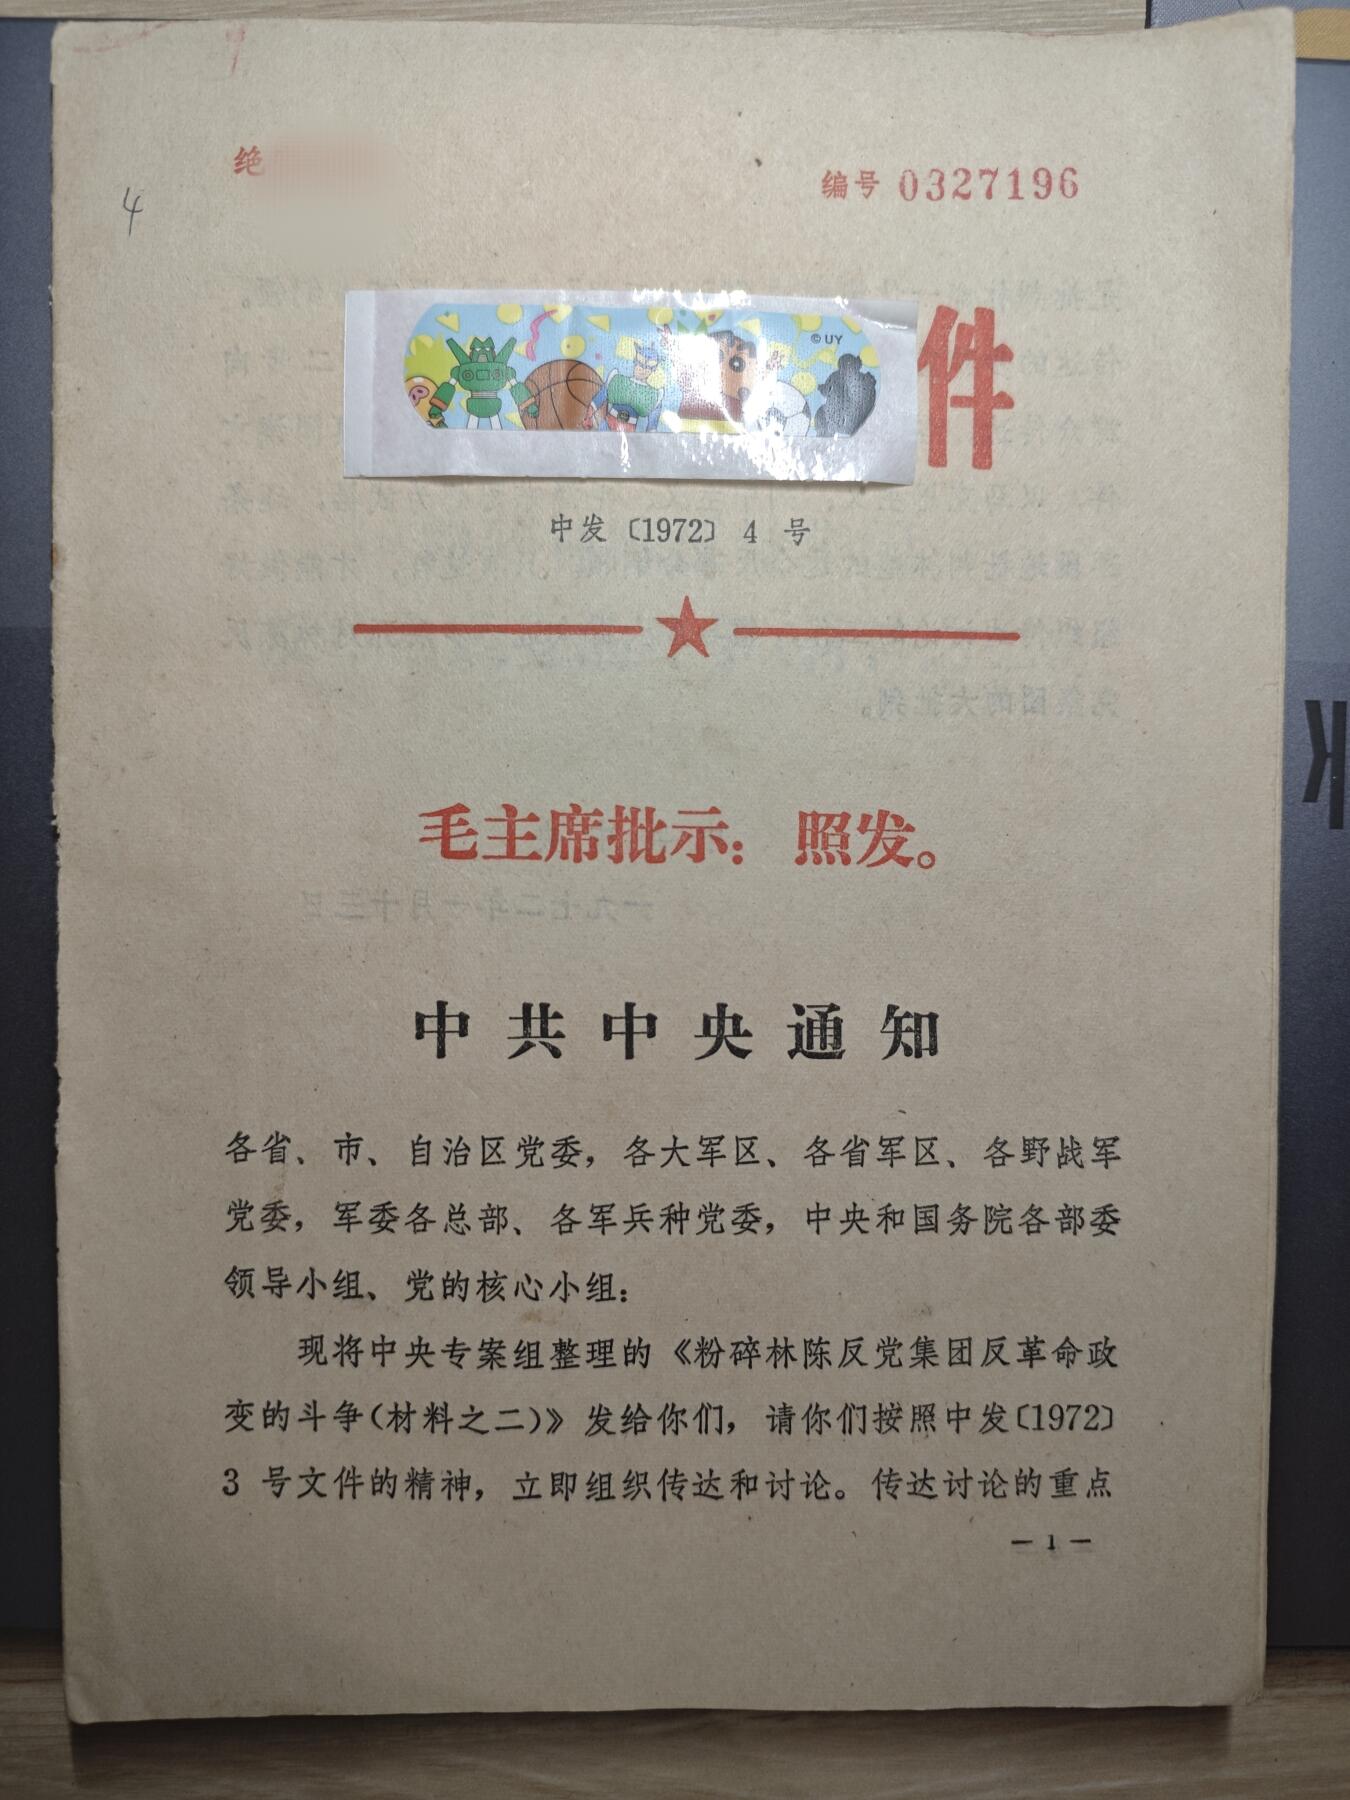 绝
编号 0327196
4
© UY
件
中发〔1972〕 4 号
毛主席批示：照发。
中共中央通知
各省、市、自治区党委，各大军区、各省军区、各野战军
党委，军委各总部、各军兵种党委，中央和国务院各部委
领导小组、党的核心小组：
现将中央专案组整理的《粉碎林陈反党集团反革命政
变的斗争（材料之二）》发给你们，请你们按照中发〔1972〕
3 号文件的精神，立即组织传达和讨论。传达讨论的重点
— 1 —
K